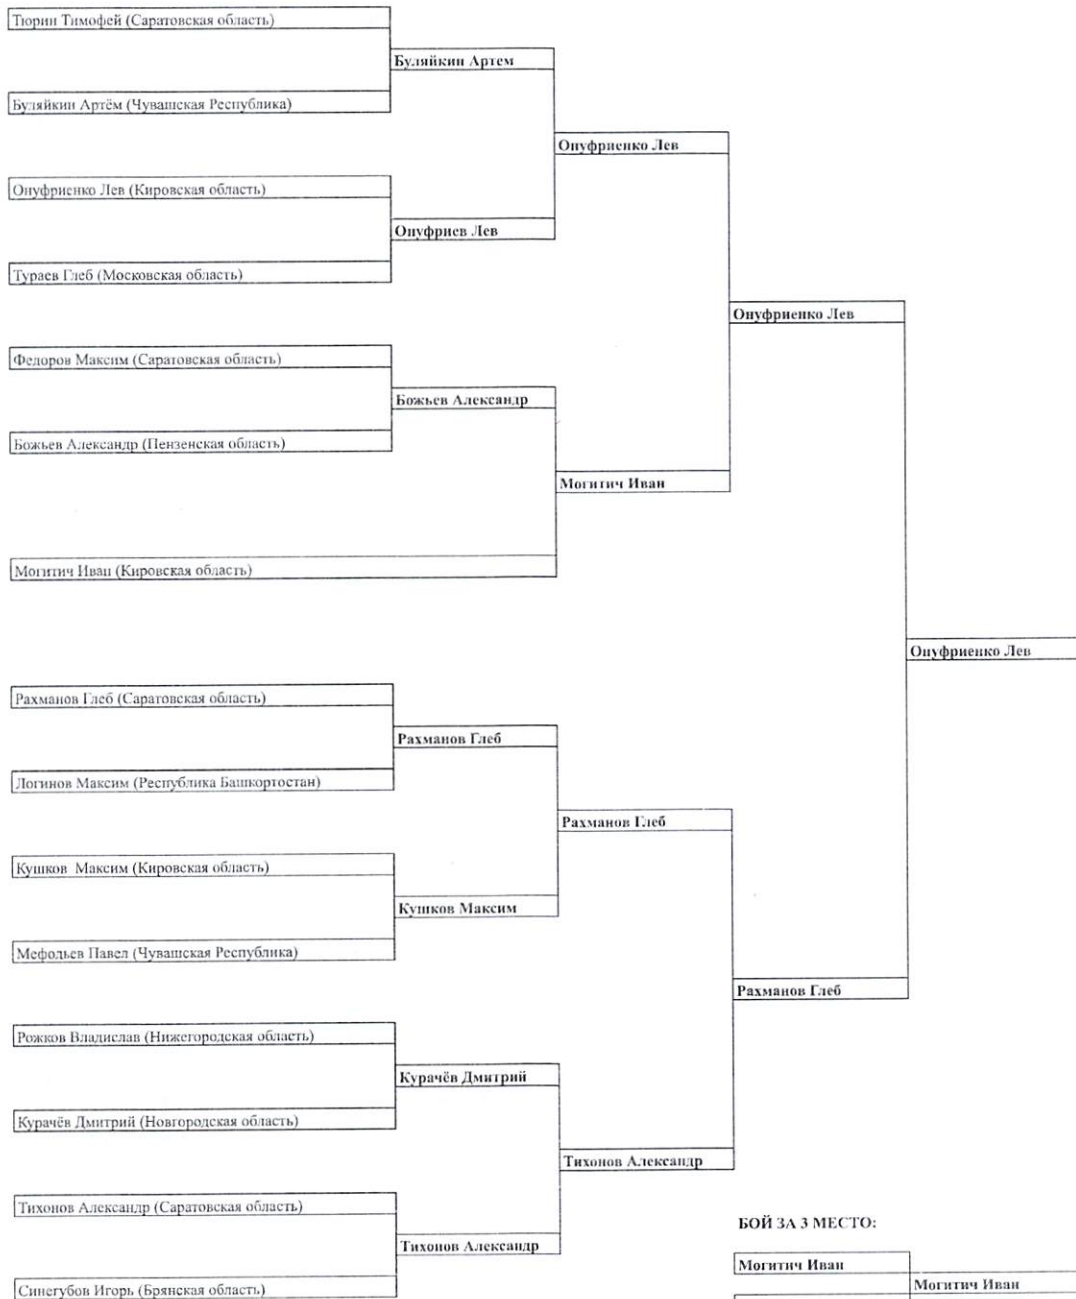 Тюрин Тимофей (Саратовская область)
Буляйкин Артем
Буляйкин Артём (Чувашская Республика)
Онуфриенко Лев
Онуфриенко Лев (Кировская область)
Онуфриев Лев
Тураев Глеб (Московская область)
Онуфриенко Лев
Федоров Максим (Саратовская область)
Божьев Александр
Божьев Александр (Пензенская область)
Могитич Иван
Могитич Иван (Кировская область)
Онуфриенко Лев
Рахманов Глеб (Саратовская область)
Рахманов Глеб
Логинов Максим (Республика Башкортостан)
Рахманов Глеб
Кушков Максим (Кировская область)
Кушков Максим
Мефодьев Павел (Чувашская Республика)
Рахманов Глеб
Рожков Владислав (Нижегородская область)
Курачёв Дмитрий
Курачёв Дмитрий (Новгородская область)
Тихонов Александр
Тихонов Александр (Саратовская область)
БОЙ ЗА 3 МЕСТО:
Тихонов Александр
Могитич Иван
Синегубов Игорь (Брянская область)
Могитич Иван